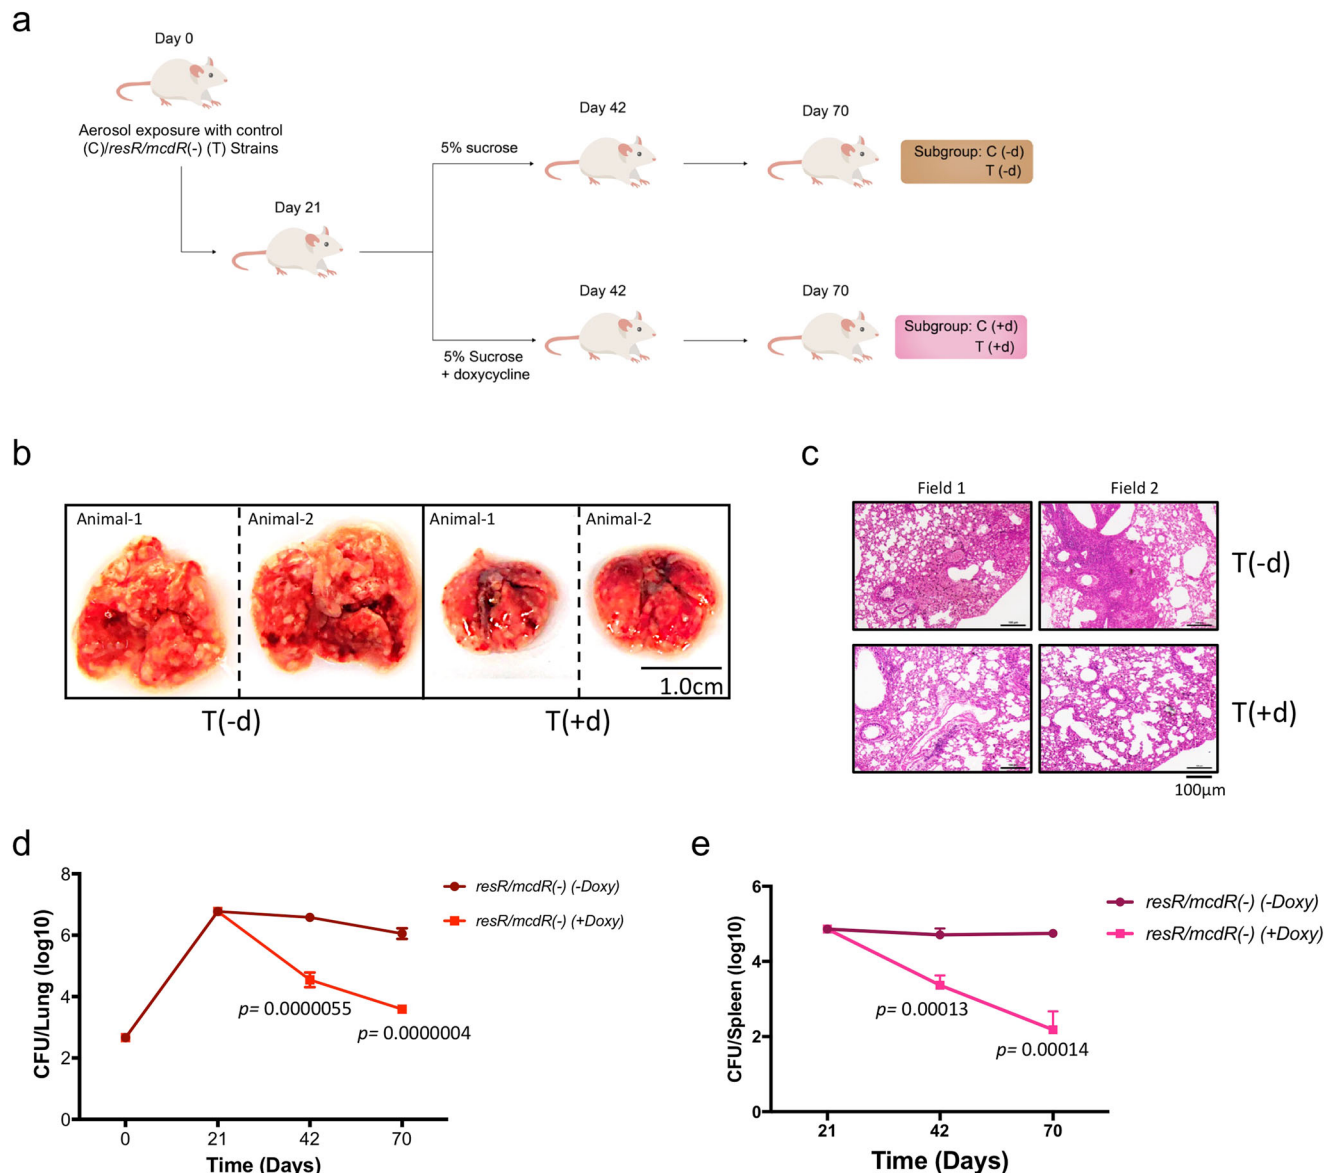 a
Day 0
Aerosol exposure with control
(C)/resR/mcdR(-) (T) Strains
Day 21
5% sucrose
Day 42
Day 70
Subgroup: C (-d)
T (-d)
5% Sucrose
+ doxycycline
Day 42
Day 70
Subgroup: C (+d)
T (+d)
b
Animal-1
Animal-2
Animal-1
Animal-2
1.0cm
T(-d)
T(+d)
c
Field 1
Field 2
T(-d)
T(+d)
100µm
d
CFU/Lung (log10)
8
6
4
2
0
0
21
42
70
Time (Days)
resR/mcdR(-) (-Doxy)
resR/mcdR(-) (+Doxy)
p= 0.0000055
p= 0.0000004
e
CFU/Spleen (log10)
6
4
2
0
21
42
70
Time (Days)
resR/mcdR(-) (-Doxy)
resR/mcdR(-) (+Doxy)
p= 0.00013
p= 0.00014